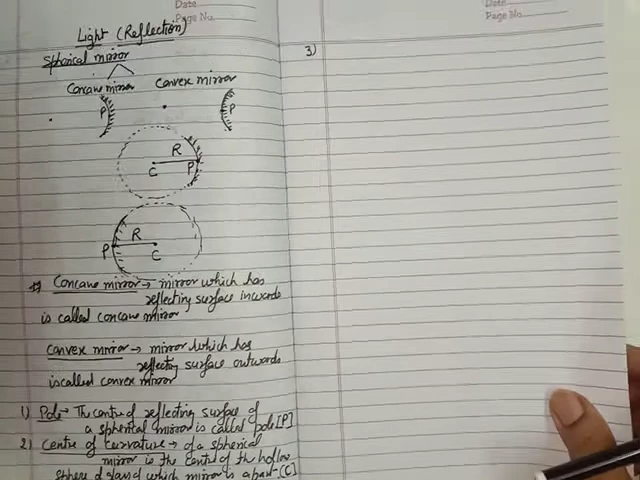 Date
Page No.
Date
Page No.
Light (Reflection)
Spherical mirror
Concave mirror Convex mirror
P P
R
C P
R
P C
Concave mirror → mirror which has
reflecting surface inwards
is called concave mirror
Convex mirror → mirror which has
reflecting surface outwards
is called convex mirror
1) Pole → The centre of reflecting surface of
a spherical mirror is called pole [P]
2) Centre of curvature → of a spherical
mirror is the centre of the hollow
sphere of glass of which mirror is a part [C]
3)